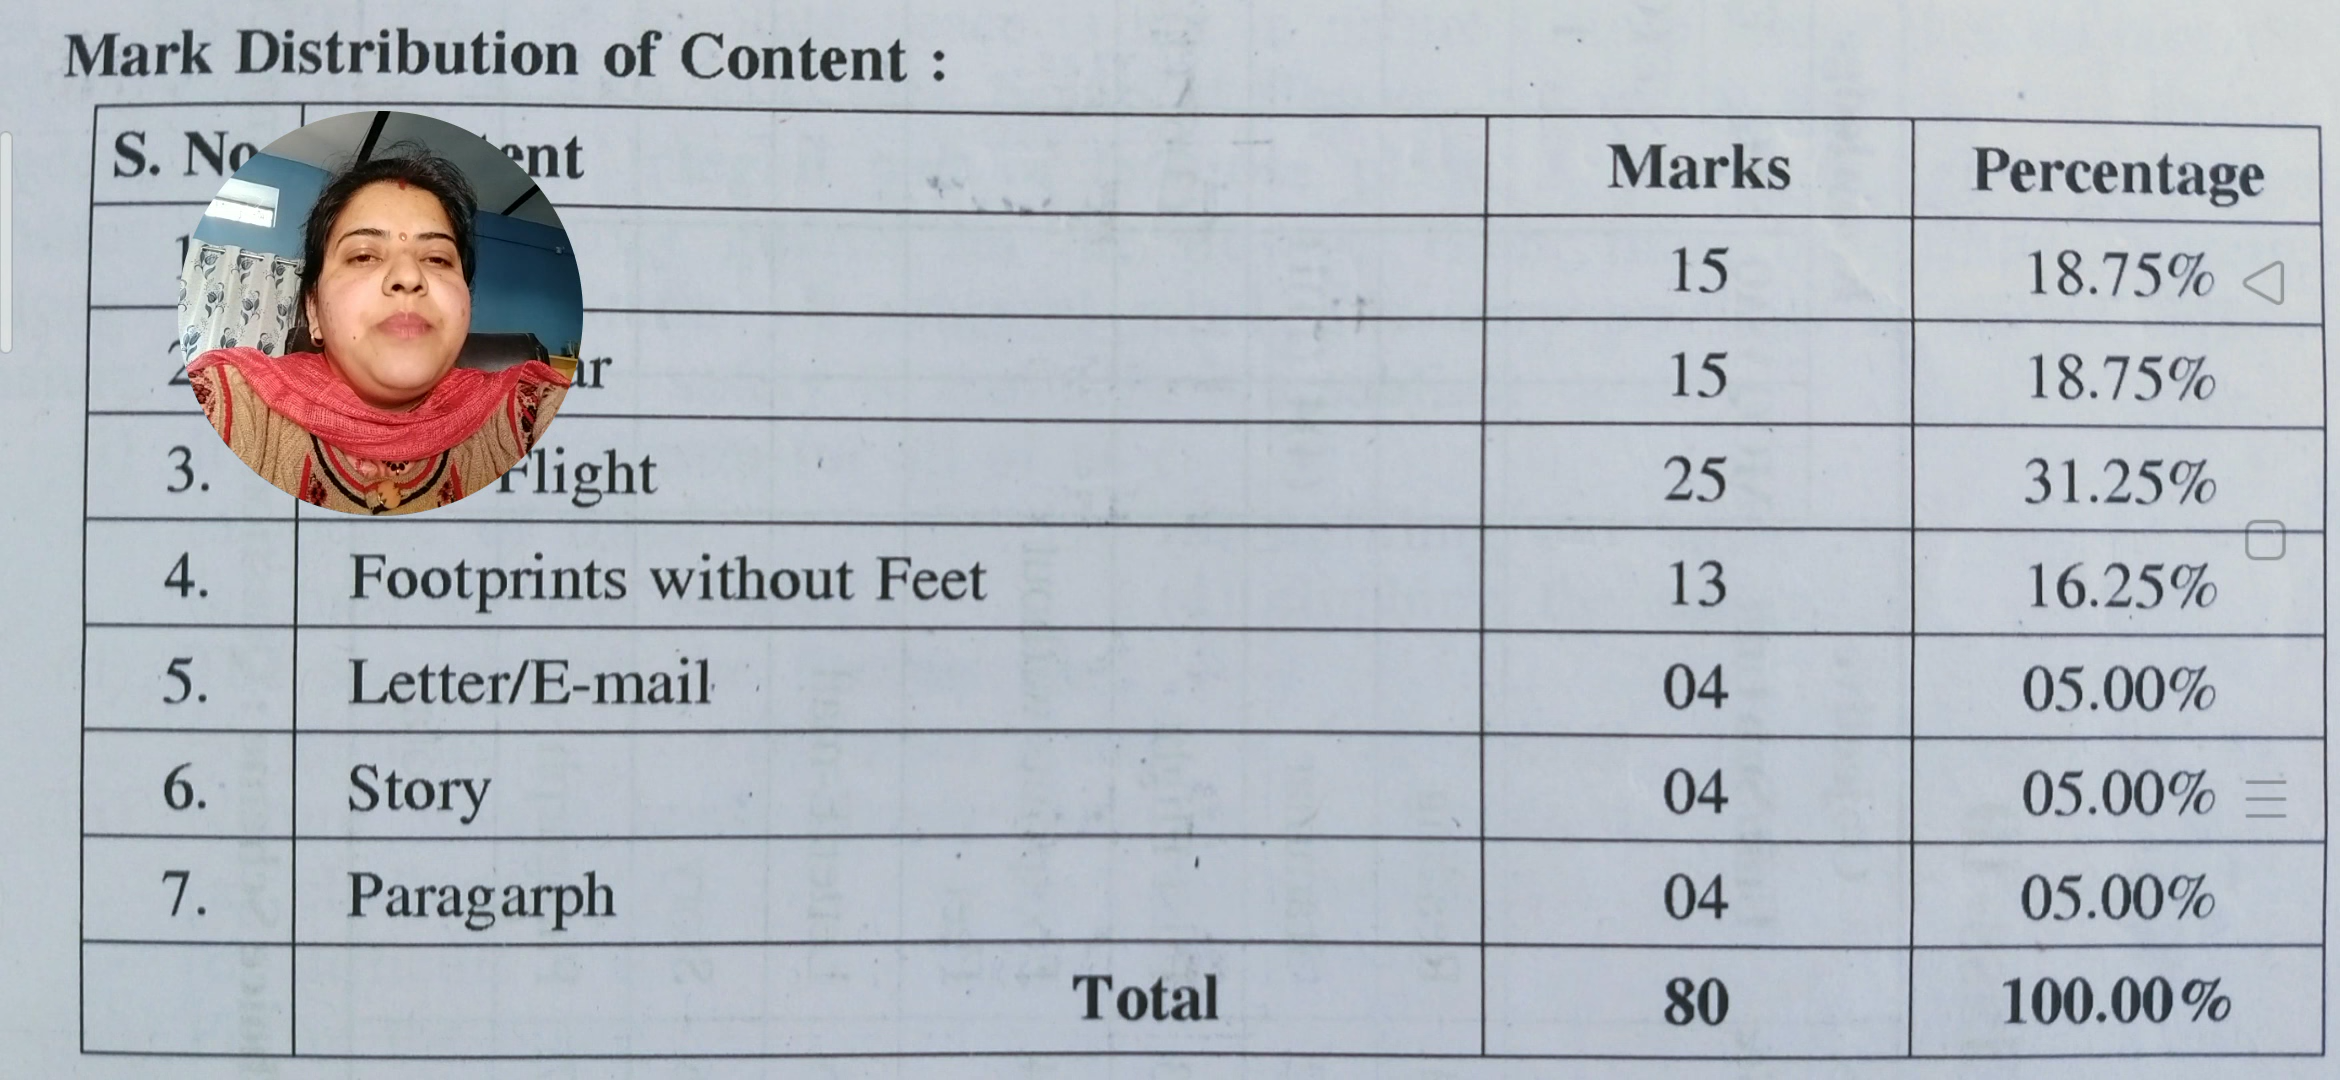 Mark Distribution of Content :
S. No ent Marks Percentage
1 15 18.75%
2 ar 15 18.75%
3. Flight 25 31.25%
4. Footprints without Feet 13 16.25%
5. Letter/E-mail 04 05.00%
6. Story 04 05.00%
7. Paragarph 04 05.00%
Total 80 100.00%